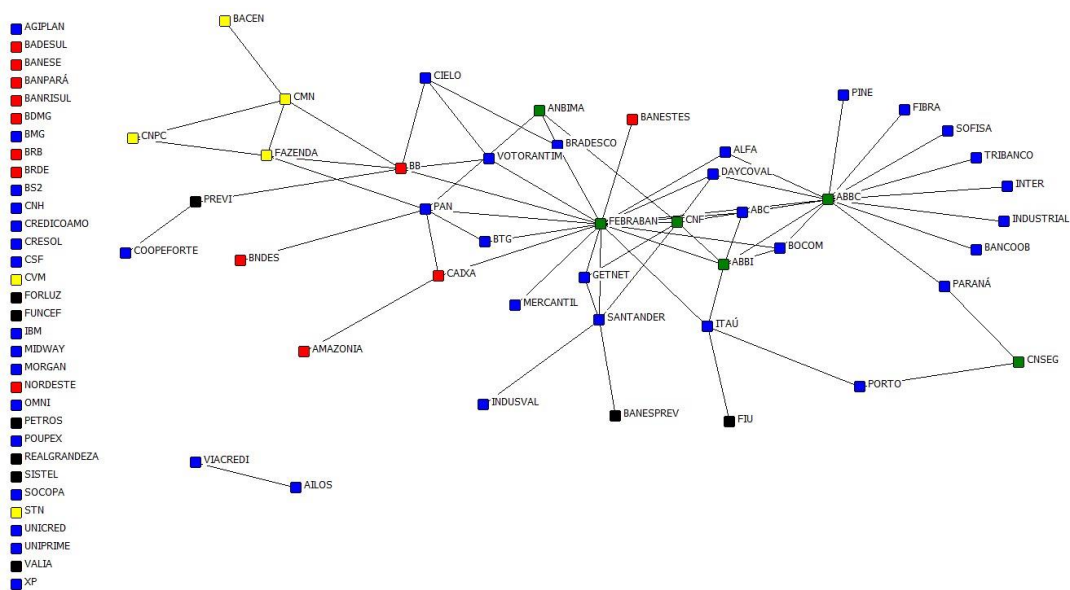 AGIPLAN
BADESUL
BANESE
BANPARÁ
BANRISUL
BDMG
BMG
BRB
BRDE
BS2
CNH
CREDICOAMO
CRESOL
CSF
CVM
FORLUZ
FUNCEF
IBM
MIDWAY
MORGAN
NORDESTE
OMNI
PETROS
POUPEX
REALGRANDEZA
SISTEL
SOCOPA
STN
UNICRED
UNIPRIME
VALIA
XP
BACEN
CIELO
PINE
CMN
FIBRA
ANBIMA
BANESTES
SOFISA
CNPC
BRADESCO
ALFA
FAZENDA
VOTORANTIM
TRIBANCO
BB
DAYCOVAL
INTER
PREVI
ABBC
PAN
ABC
FEBRABAN
CNF
INDUSTRIAL
BTG
BOCOM
BANCOOB
COOPEFORTE
BNDES
ABBI
CAIXA
GETNET
PARANÁ
MERCANTIL
SANTANDER
ITAÚ
AMAZONIA
CNSEG
PORTO
INDUSVAL
BANESPREV
FIU
VIACREDI
AILOS